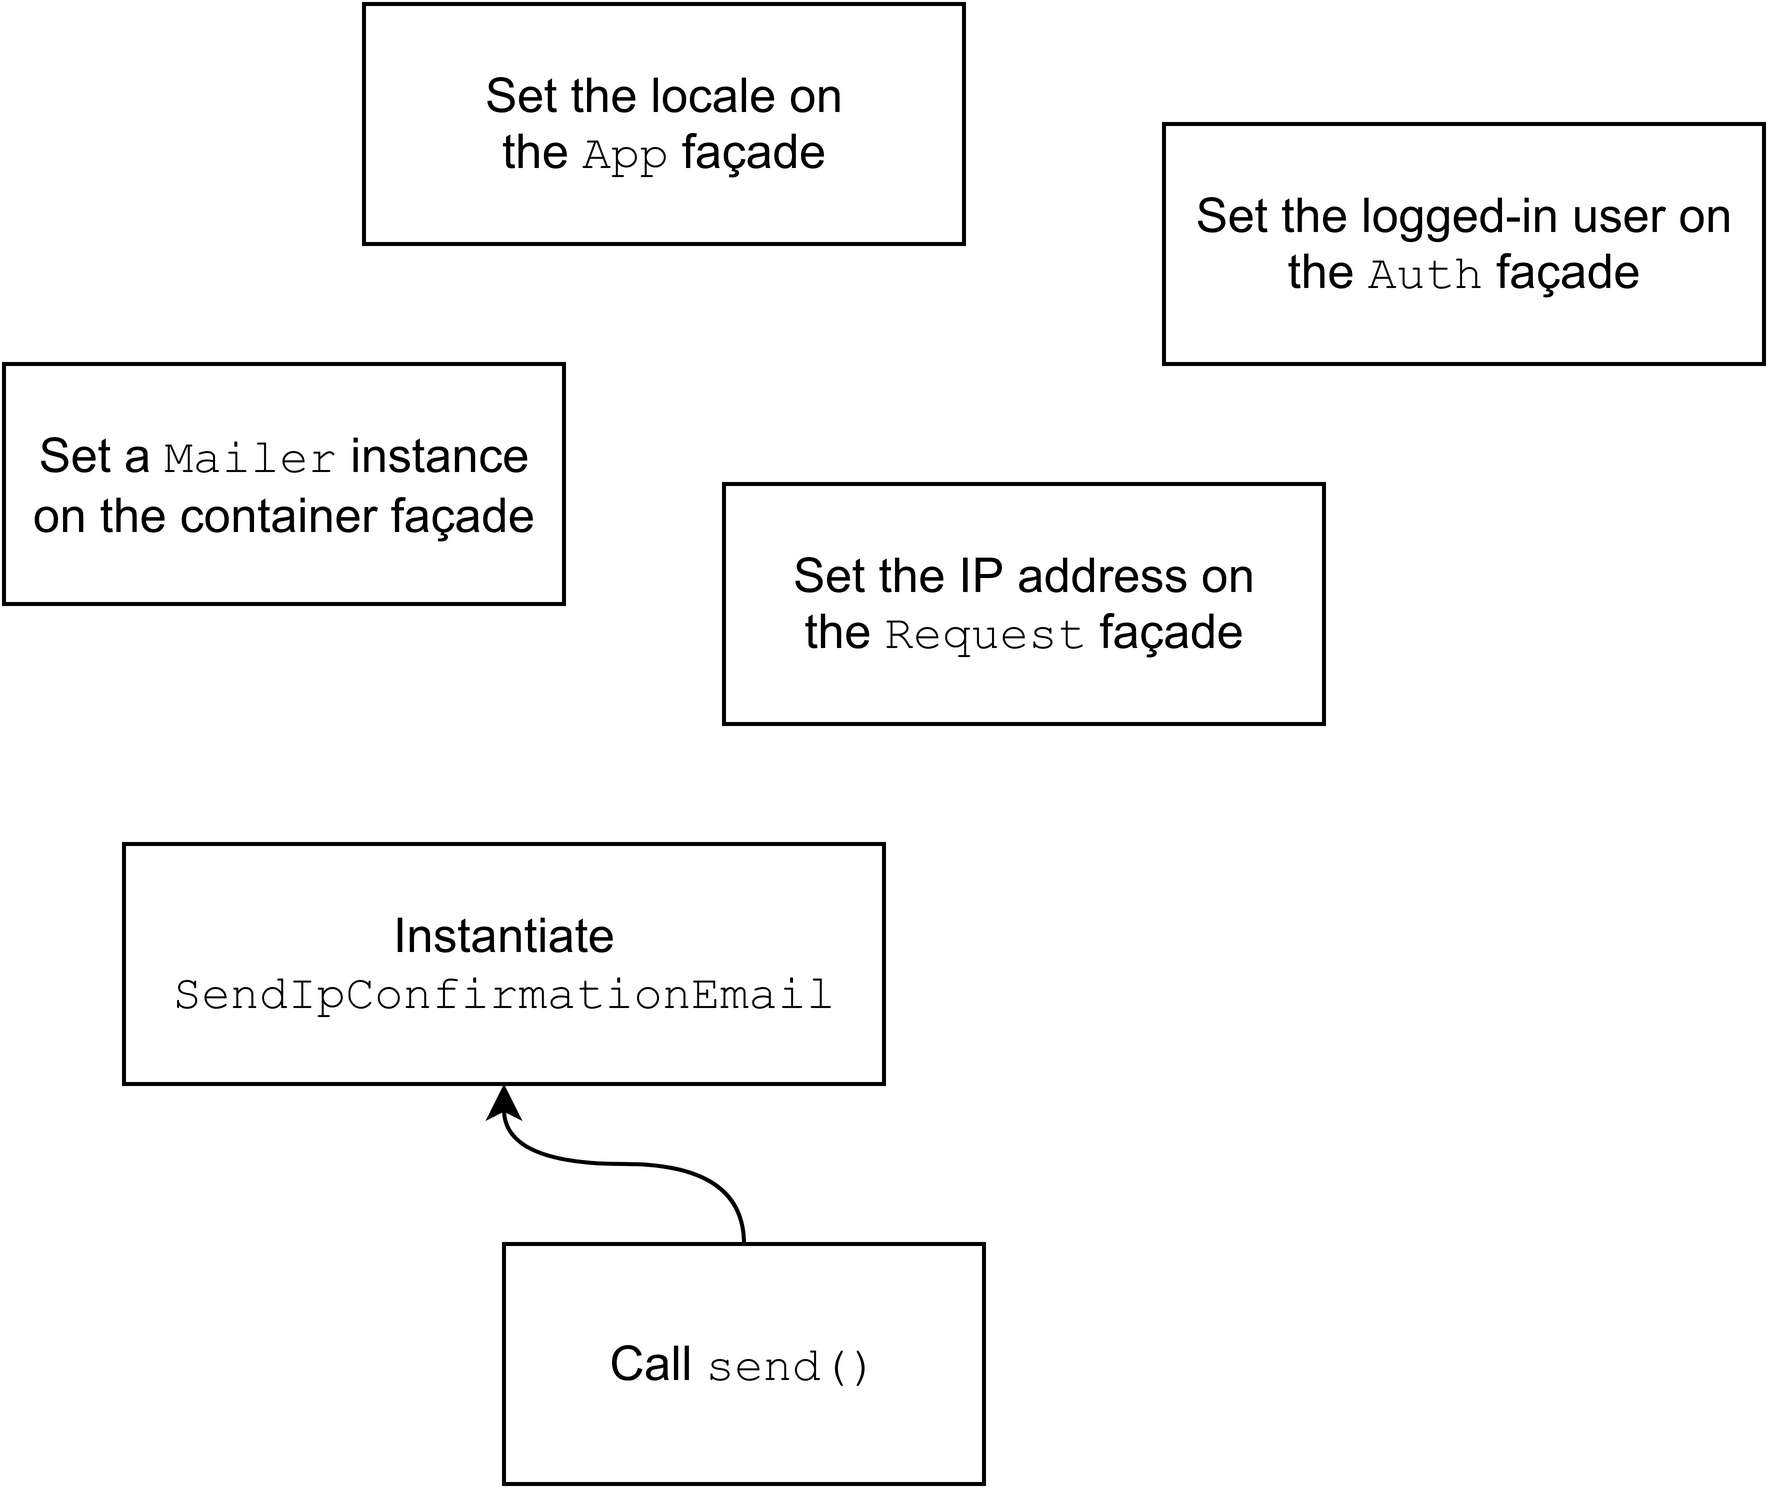 Set the locale on
the App façade
Set the logged-in user on
the Auth façade
Set a Mailer instance
on the container façade
Set the IP address on
the Request façade
Instantiate
SendIpConfirmationEmail
Call send()